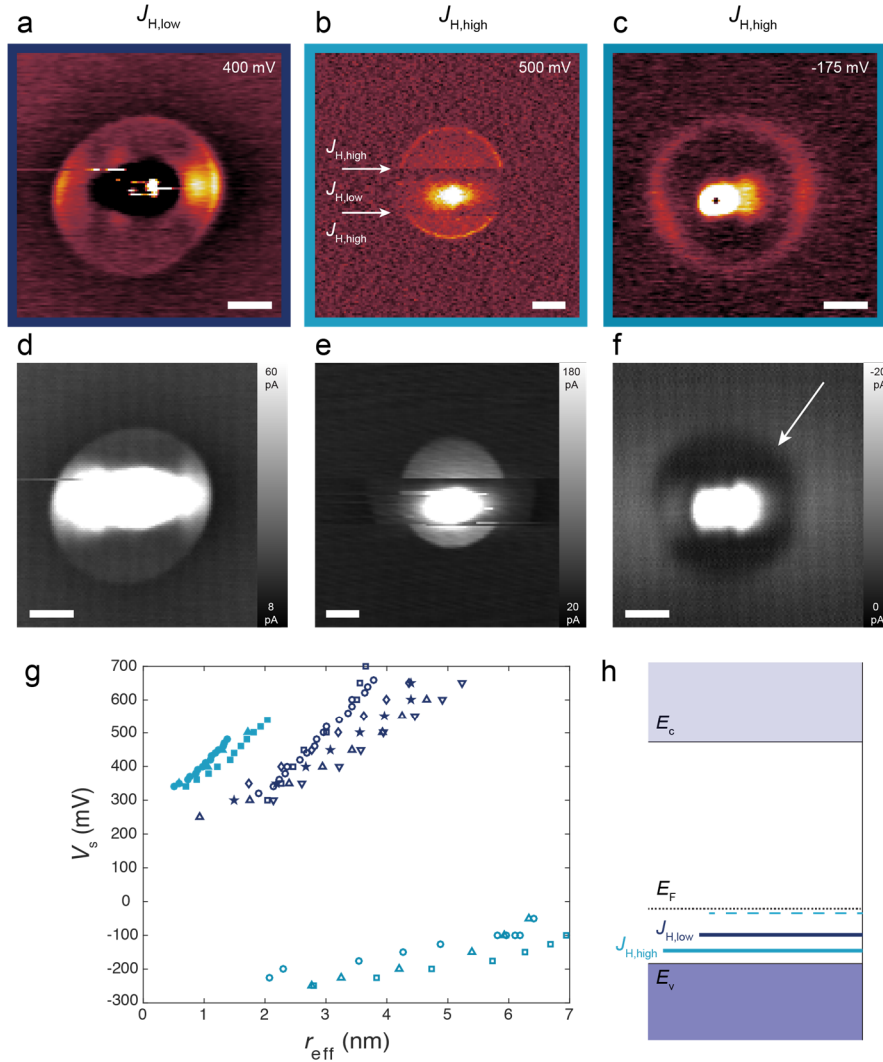 a
J_H,low
b
J_H,high
c
J_H,high
400 mV
500 mV
-175 mV
J_H,high
J_H,low
J_H,high
d
e
f
60
pA
180
pA
-20
pA
8
pA
20
pA
0
pA
g
h
700
600
500
400
300
200
100
0
-100
-200
-300
V_s (mV)
0
1
2
3
4
5
6
7
r_eff (nm)
E_c
E_F
J_H,low
J_H,high
E_v